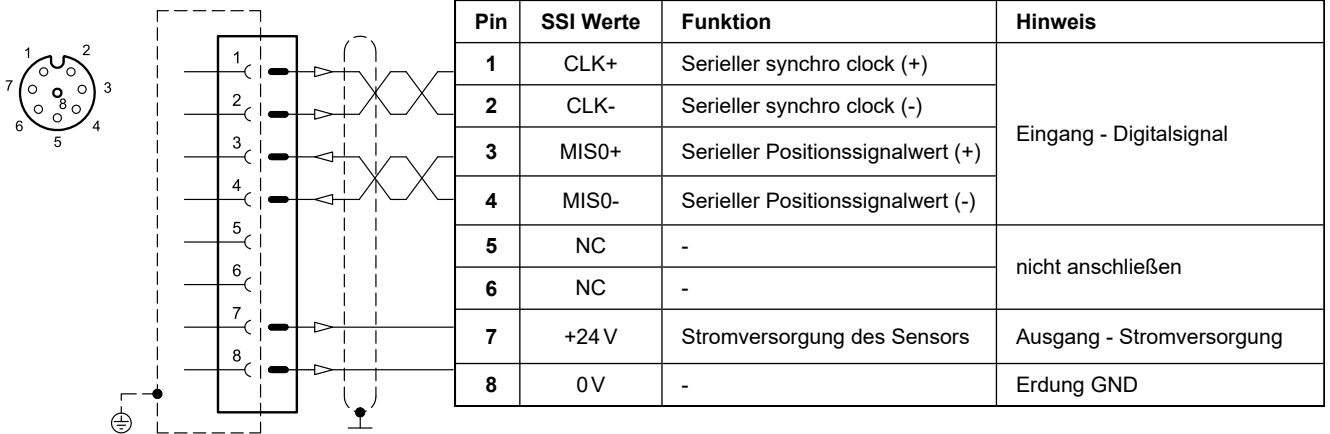 Pin SSI Werte Funktion Hinweis
1 CLK+ Serieller synchro clock (+)
2 CLK- Serieller synchro clock (-)
Eingang - Digitalsignal
3 MIS0+ Serieller Positionssignalwert (+)
4 MIS0- Serieller Positionssignalwert (-)
5 NC -
nicht anschließen
6 NC -
7 +24 V Stromversorgung des Sensors Ausgang - Stromversorgung
8 0 V - Erdung GND
1 2
7 8 3
6 4
5
1
2
3
4
5
6
7
8